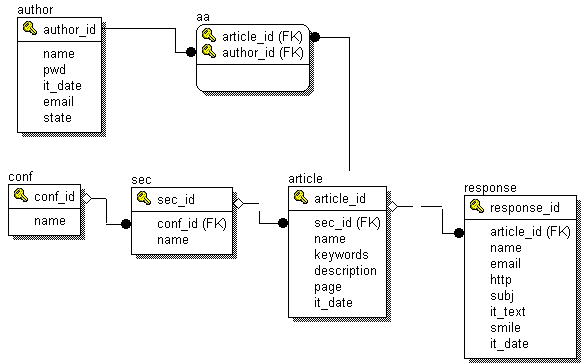 author
author_id
name
pwd
it_date
email
state
aa
article_id (FK)
author_id (FK)
conf
conf_id
name
sec
sec_id
conf_id (FK)
name
article
article_id
sec_id (FK)
name
keywords
description
page
it_date
response
response_id
article_id (FK)
name
email
http
subj
it_text
smile
it_date